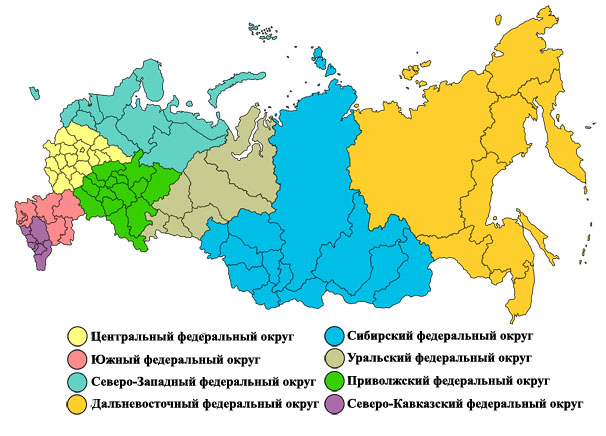 Центральный федеральный округ
Южный федеральный округ
Северо-Западный федеральный округ
Дальневосточный федеральный округ
Сибирский федеральный округ
Уральский федеральный округ
Приволжский федеральный округ
Северо-Кавказский федеральный округ